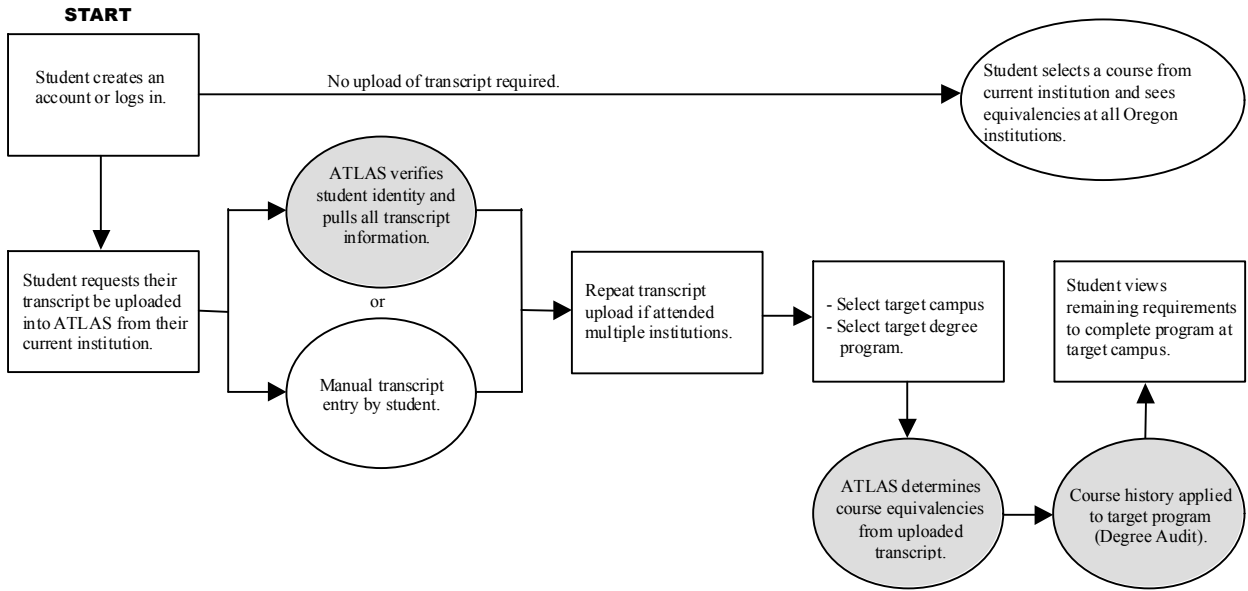 START
Student creates an
account or logs in.
No upload of transcript required.
Student selects a course from
current institution and sees
equivalencies at all Oregon
institutions.
ATLAS verifies
student identity and
pulls all transcript
information.
Student requests their
transcript be uploaded
into ATLAS from their
current institution.
or
Manual transcript
entry by student.
Repeat transcript
upload if attended
multiple institutions.
- Select target campus
- Select target degree
program.
Student views
remaining requirements
to complete program at
target campus.
ATLAS determines
course equivalencies
from uploaded
transcript.
Course history applied
to target program
(Degree Audit).